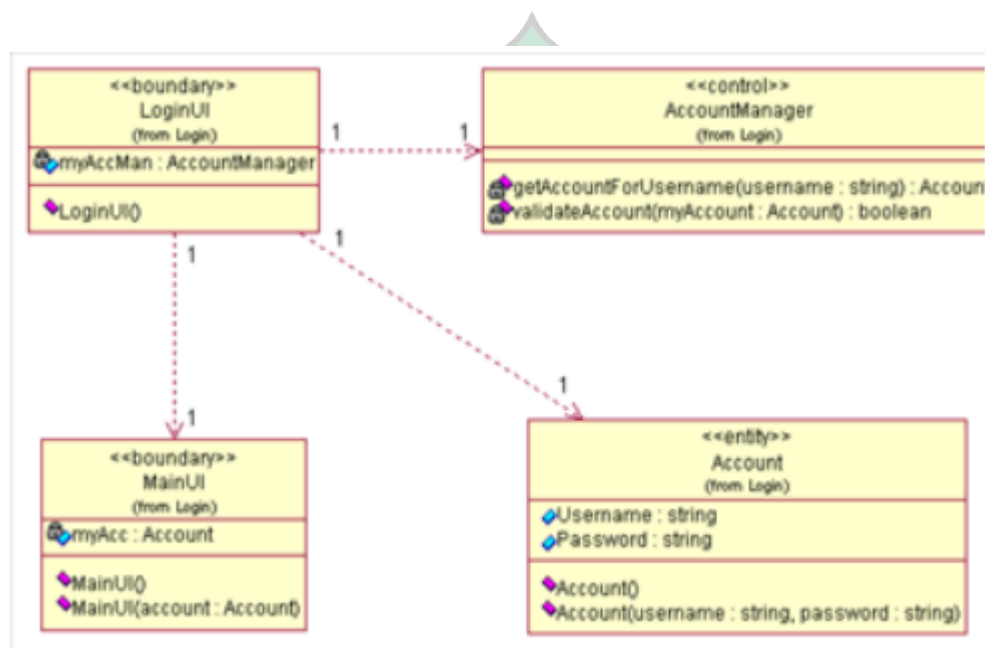 <<boundary>>
LoginUI
(from Login)
myAccMan : AccountManager
LoginUI()
1
1
<<control>>
AccountManager
(from Login)
getAccountForUsername(username : string) : Accoun
validateAccount(myAccount : Account) : boolean
1
1
1
1
<<boundary>>
MainUI
(from Login)
myAcc : Account
MainUI()
MainUI(account : Account)
<<entity>>
Account
(from Login)
Username : string
Password : string
Account()
Account(username : string, password : string)